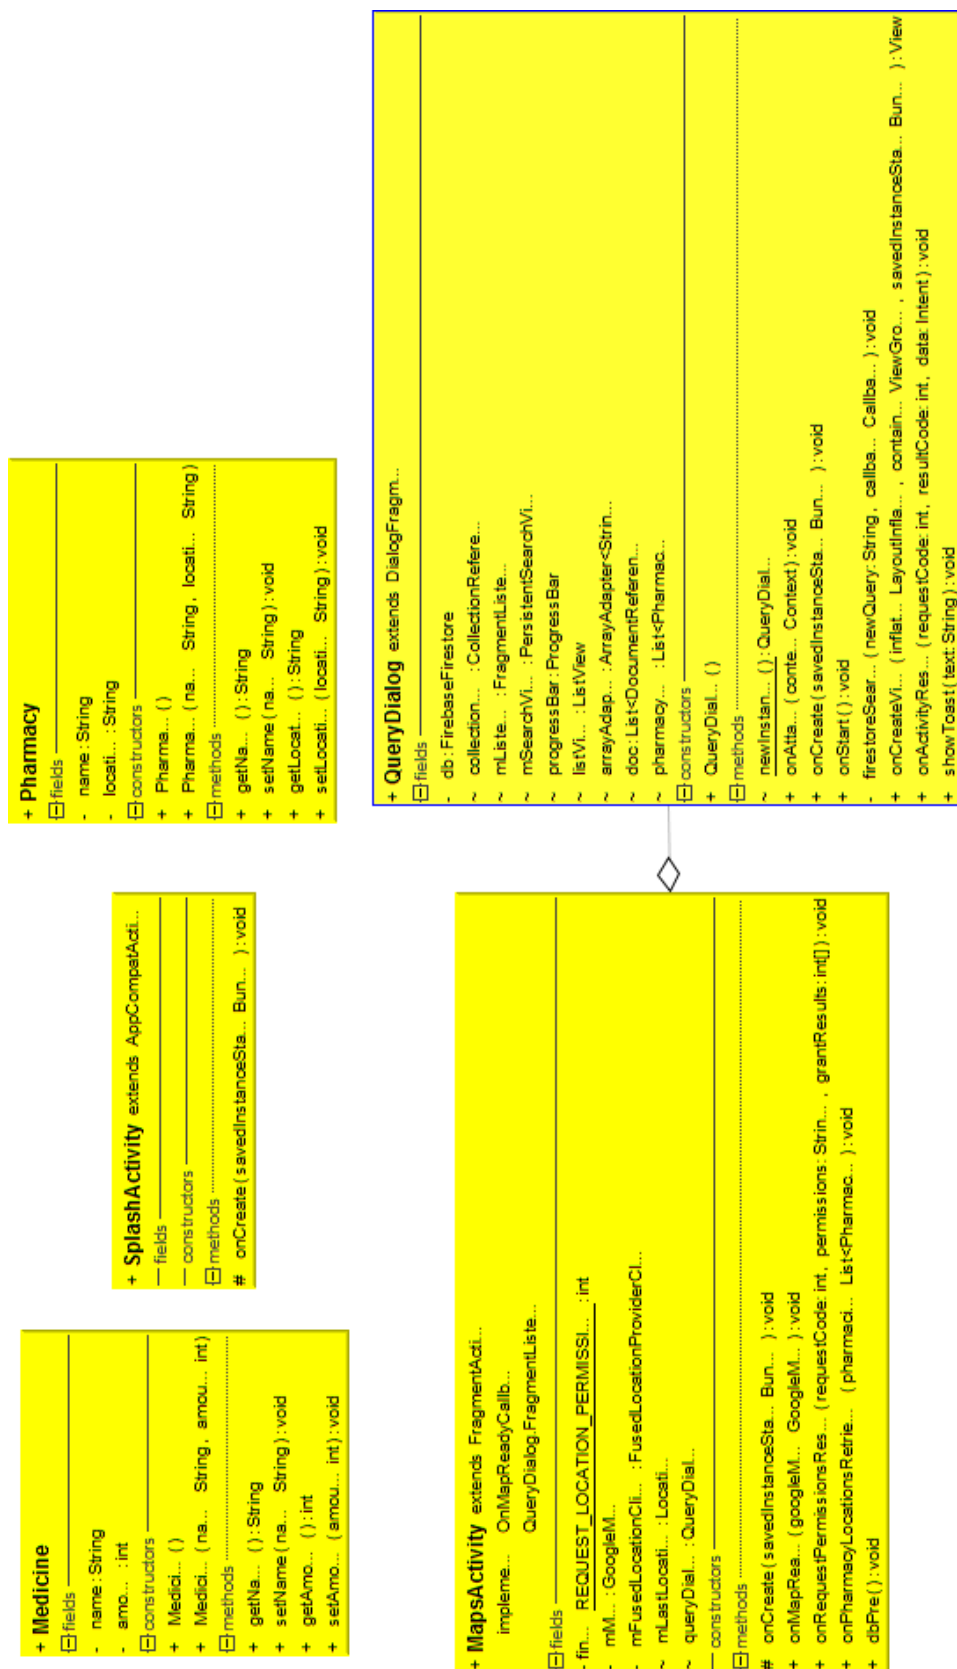 + Medicine
fields
- name : String
- amo... : int
constructors
+ Medici... ()
+ Medici... (na... String, amou... int)
methods
+ getNa... () : String
+ setName (na... String) : void
+ getAmo... () : int
+ setAmo... (amou... int) : void
+ SplashActivity extends AppCompatActi...
fields
constructors
methods
# onCreate (savedInstanceSta... Bun... ) : void
+ Pharmacy
fields
- name : String
- locati... : String
constructors
+ Pharma... ()
+ Pharma... (na... String, locati... String)
methods
+ getNa... () : String
+ setName (na... String) : void
+ getLocat... () : String
+ setLocati... (locati... String) : void
+ MapsActivity extends FragmentActi...
impleme... OnMapReadyCallb...
QueryDialog.FragmentListe...
fields
- fin... REQUEST_LOCATION_PERMISSI... : int
- mM... : GoogleM...
- mFusedLocationCli... : FusedLocationProviderCl...
~ mLastLocati... : Locati...
~ queryDial... : QueryDial...
constructors
methods
# onCreate (savedInstanceSta... Bun... ) : void
+ onMapRea... (googleM... GoogleM... ) : void
+ onRequestPermissionsRes... (requestCode: int, permissions: Strin... , grantResults: int[]) : void
+ onPharmacyLocationsRetrie... (pharmaci... List<Pharmac... ) : void
+ dbPre () : void
+ QueryDialog extends DialogFragm...
fields
- db : FirebaseFirestore
~ collection... : CollectionRefere...
~ mListe... : FragmentListe...
~ mSearchVi... : PersistentSearchVi...
~ progressBar : ProgressBar
~ listVi... : ListView
~ arrayAdap... : ArrayAdapter<Strin...
~ doc : List<DocumentReferen...
~ pharmacy... : List<Pharmac...
constructors
+ QueryDial... ()
methods
~ newInstan... () : QueryDial...
+ onAtta... (conte... Context) : void
+ onCreate (savedInstanceSta... Bun... ) : void
+ onStart () : void
- firestoreSear... (newQuery: String, callba... Callba... ) : void
+ onCreateVi... (inflat... LayoutInfla... , contain... ViewGro... , savedInstanceSta... Bun... ) : View
+ onActivityRes... (requestCode: int, resultCode: int, data: Intent) : void
+ showToast (text: String) : void